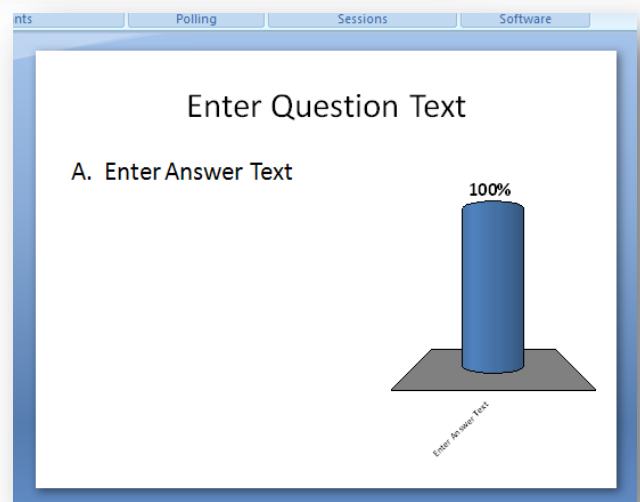 nts Polling Sessions Software
Enter Question Text
A. Enter Answer Text
100%
Enter Answer Text